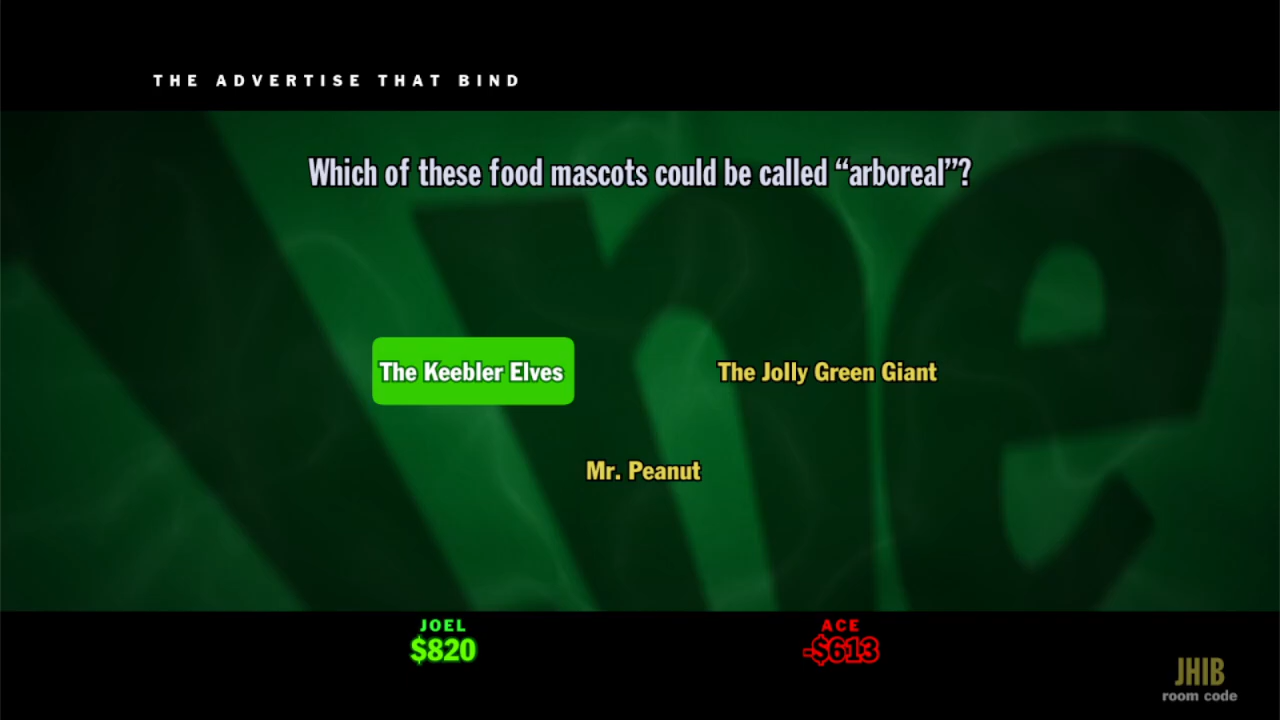 THE ADVERTISE THAT BIND
Which of these food mascots could be called “arboreal”?
The Keebler Elves
The Jolly Green Giant
Mr. Peanut
JOEL
$820
ACE
-$613
JHIB
room code